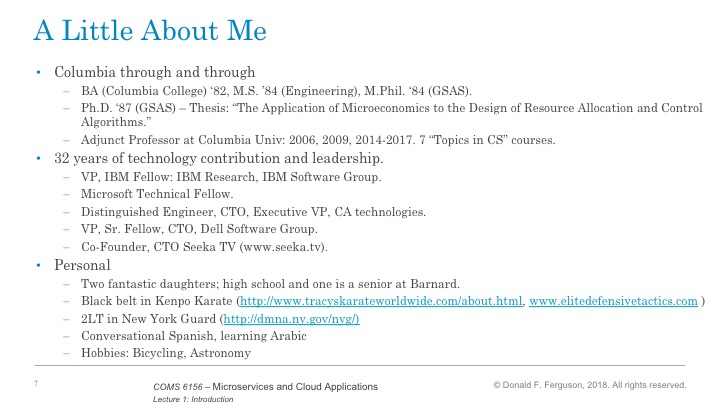 A Little About Me
• Columbia through and through
– BA (Columbia College) ‘82, M.S. ’84 (Engineering), M.Phil. ‘84 (GSAS).
– Ph.D. ‘87 (GSAS) – Thesis: “The Application of Microeconomics to the Design of Resource Allocation and Control
Algorithms.”
– Adjunct Professor at Columbia Univ: 2006, 2009, 2014-2017. 7 “Topics in CS” courses.
• 32 years of technology contribution and leadership.
– VP, IBM Fellow: IBM Research, IBM Software Group.
– Microsoft Technical Fellow.
– Distinguished Engineer, CTO, Executive VP, CA technologies.
– VP, Sr. Fellow, CTO, Dell Software Group.
– Co-Founder, CTO Seeka TV (www.seeka.tv).
• Personal
– Two fantastic daughters; high school and one is a senior at Barnard.
– Black belt in Kenpo Karate (http://www.tracyskarateworldwide.com/about.html, www.elitedefensivetactics.com )
– 2LT in New York Guard (http://dmna.ny.gov/nvg/)
– Conversational Spanish, learning Arabic
– Hobbies: Bicycling, Astronomy
7
COMS 6156 – Microservices and Cloud Applications
Lecture 1: Introduction
© Donald F. Ferguson, 2018. All rights reserved.